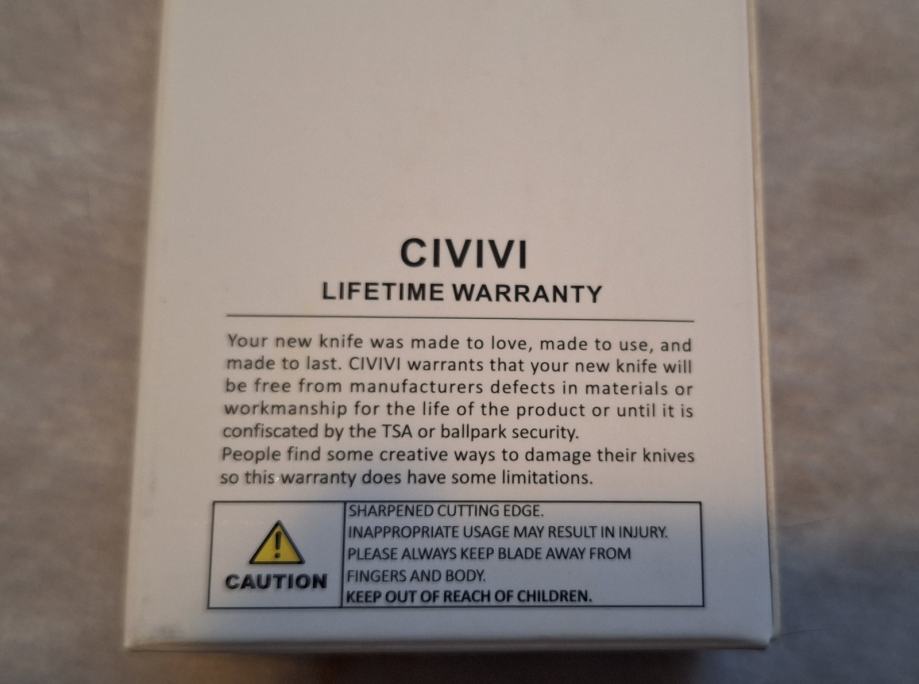 CIVIVI
LIFETIME WARRANTY
Your new knife was made to love, made to use, and
made to last. CIVIVI warrants that your new knife will
be free from manufacturers defects in materials or
workmanship for the life of the product or until it is
confiscated by the TSA or ballpark security.
People find some creative ways to damage their knives
so this warranty does have some limitations.
SHARPENED CUTTING EDGE.
INAPPROPRIATE USAGE MAY RESULT IN INJURY.
PLEASE ALWAYS KEEP BLADE AWAY FROM
FINGERS AND BODY.
KEEP OUT OF REACH OF CHILDREN.
!
CAUTION